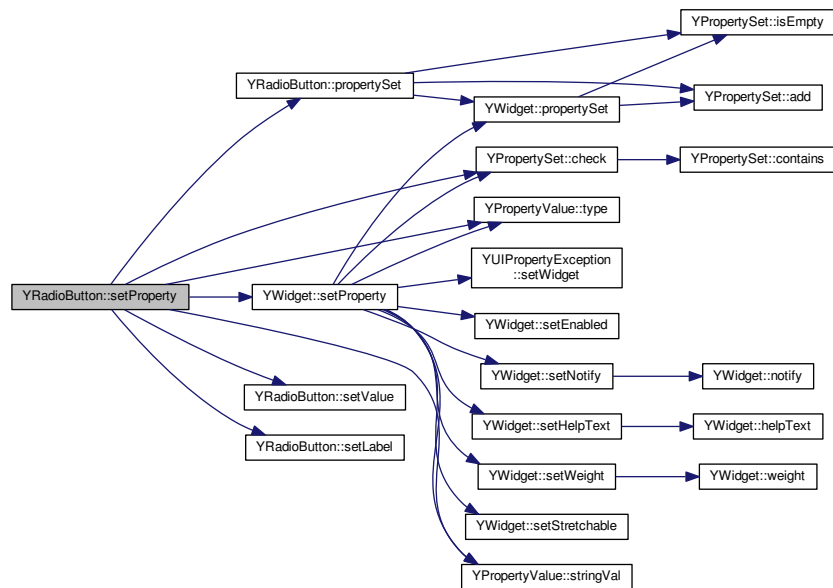 YPropertySet::isEmpty
YRadioButton::propertySet
YPropertySet::add
YWidget::propertySet
YPropertySet::check
YPropertySet::contains
YPropertyValue::type
YUIPropertyException
::setWidget
YRadioButton::setProperty
YWidget::setProperty
YWidget::setEnabled
YWidget::setNotify
YWidget::notify
YRadioButton::setValue
YWidget::setHelpText
YWidget::helpText
YRadioButton::setLabel
YWidget::setWeight
YWidget::weight
YWidget::setStretchable
YPropertyValue::stringVal